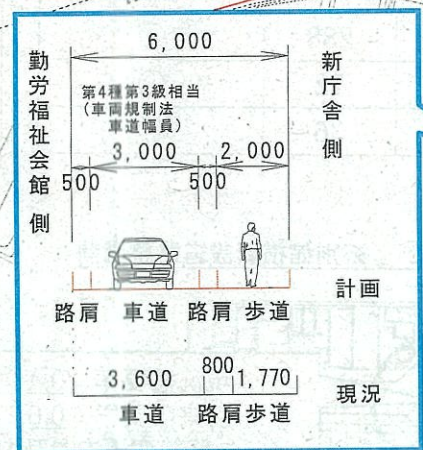 6,000
勤労福祉会館 側
新庁舎 側
第4種第3級相当
(車両規制法
車道幅員)
3,000
2,000
500
500
計画
路肩 車道 路肩 歩道
800
3,600
1,770
現況
車道 路肩歩道